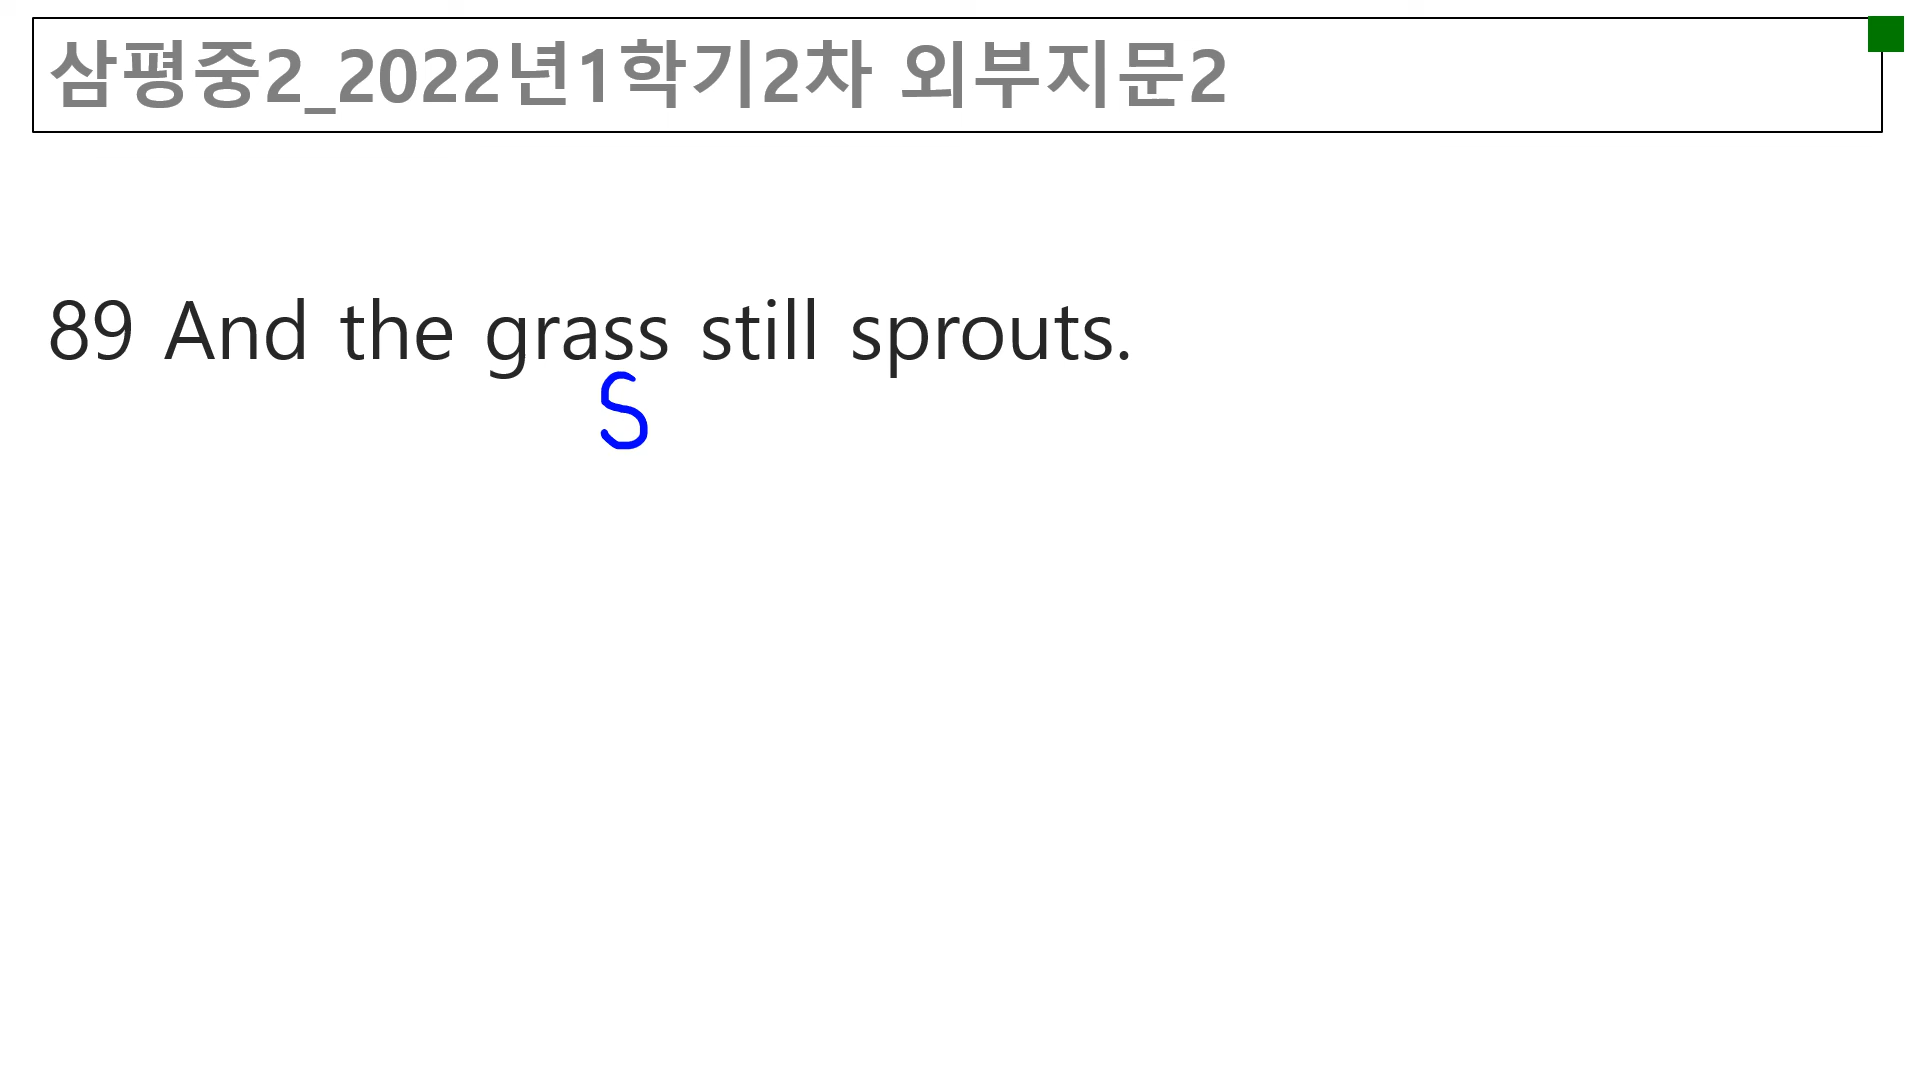 삼평중2_2022년1학기2차 외부지문2
89 And the grass still sprouts.
S